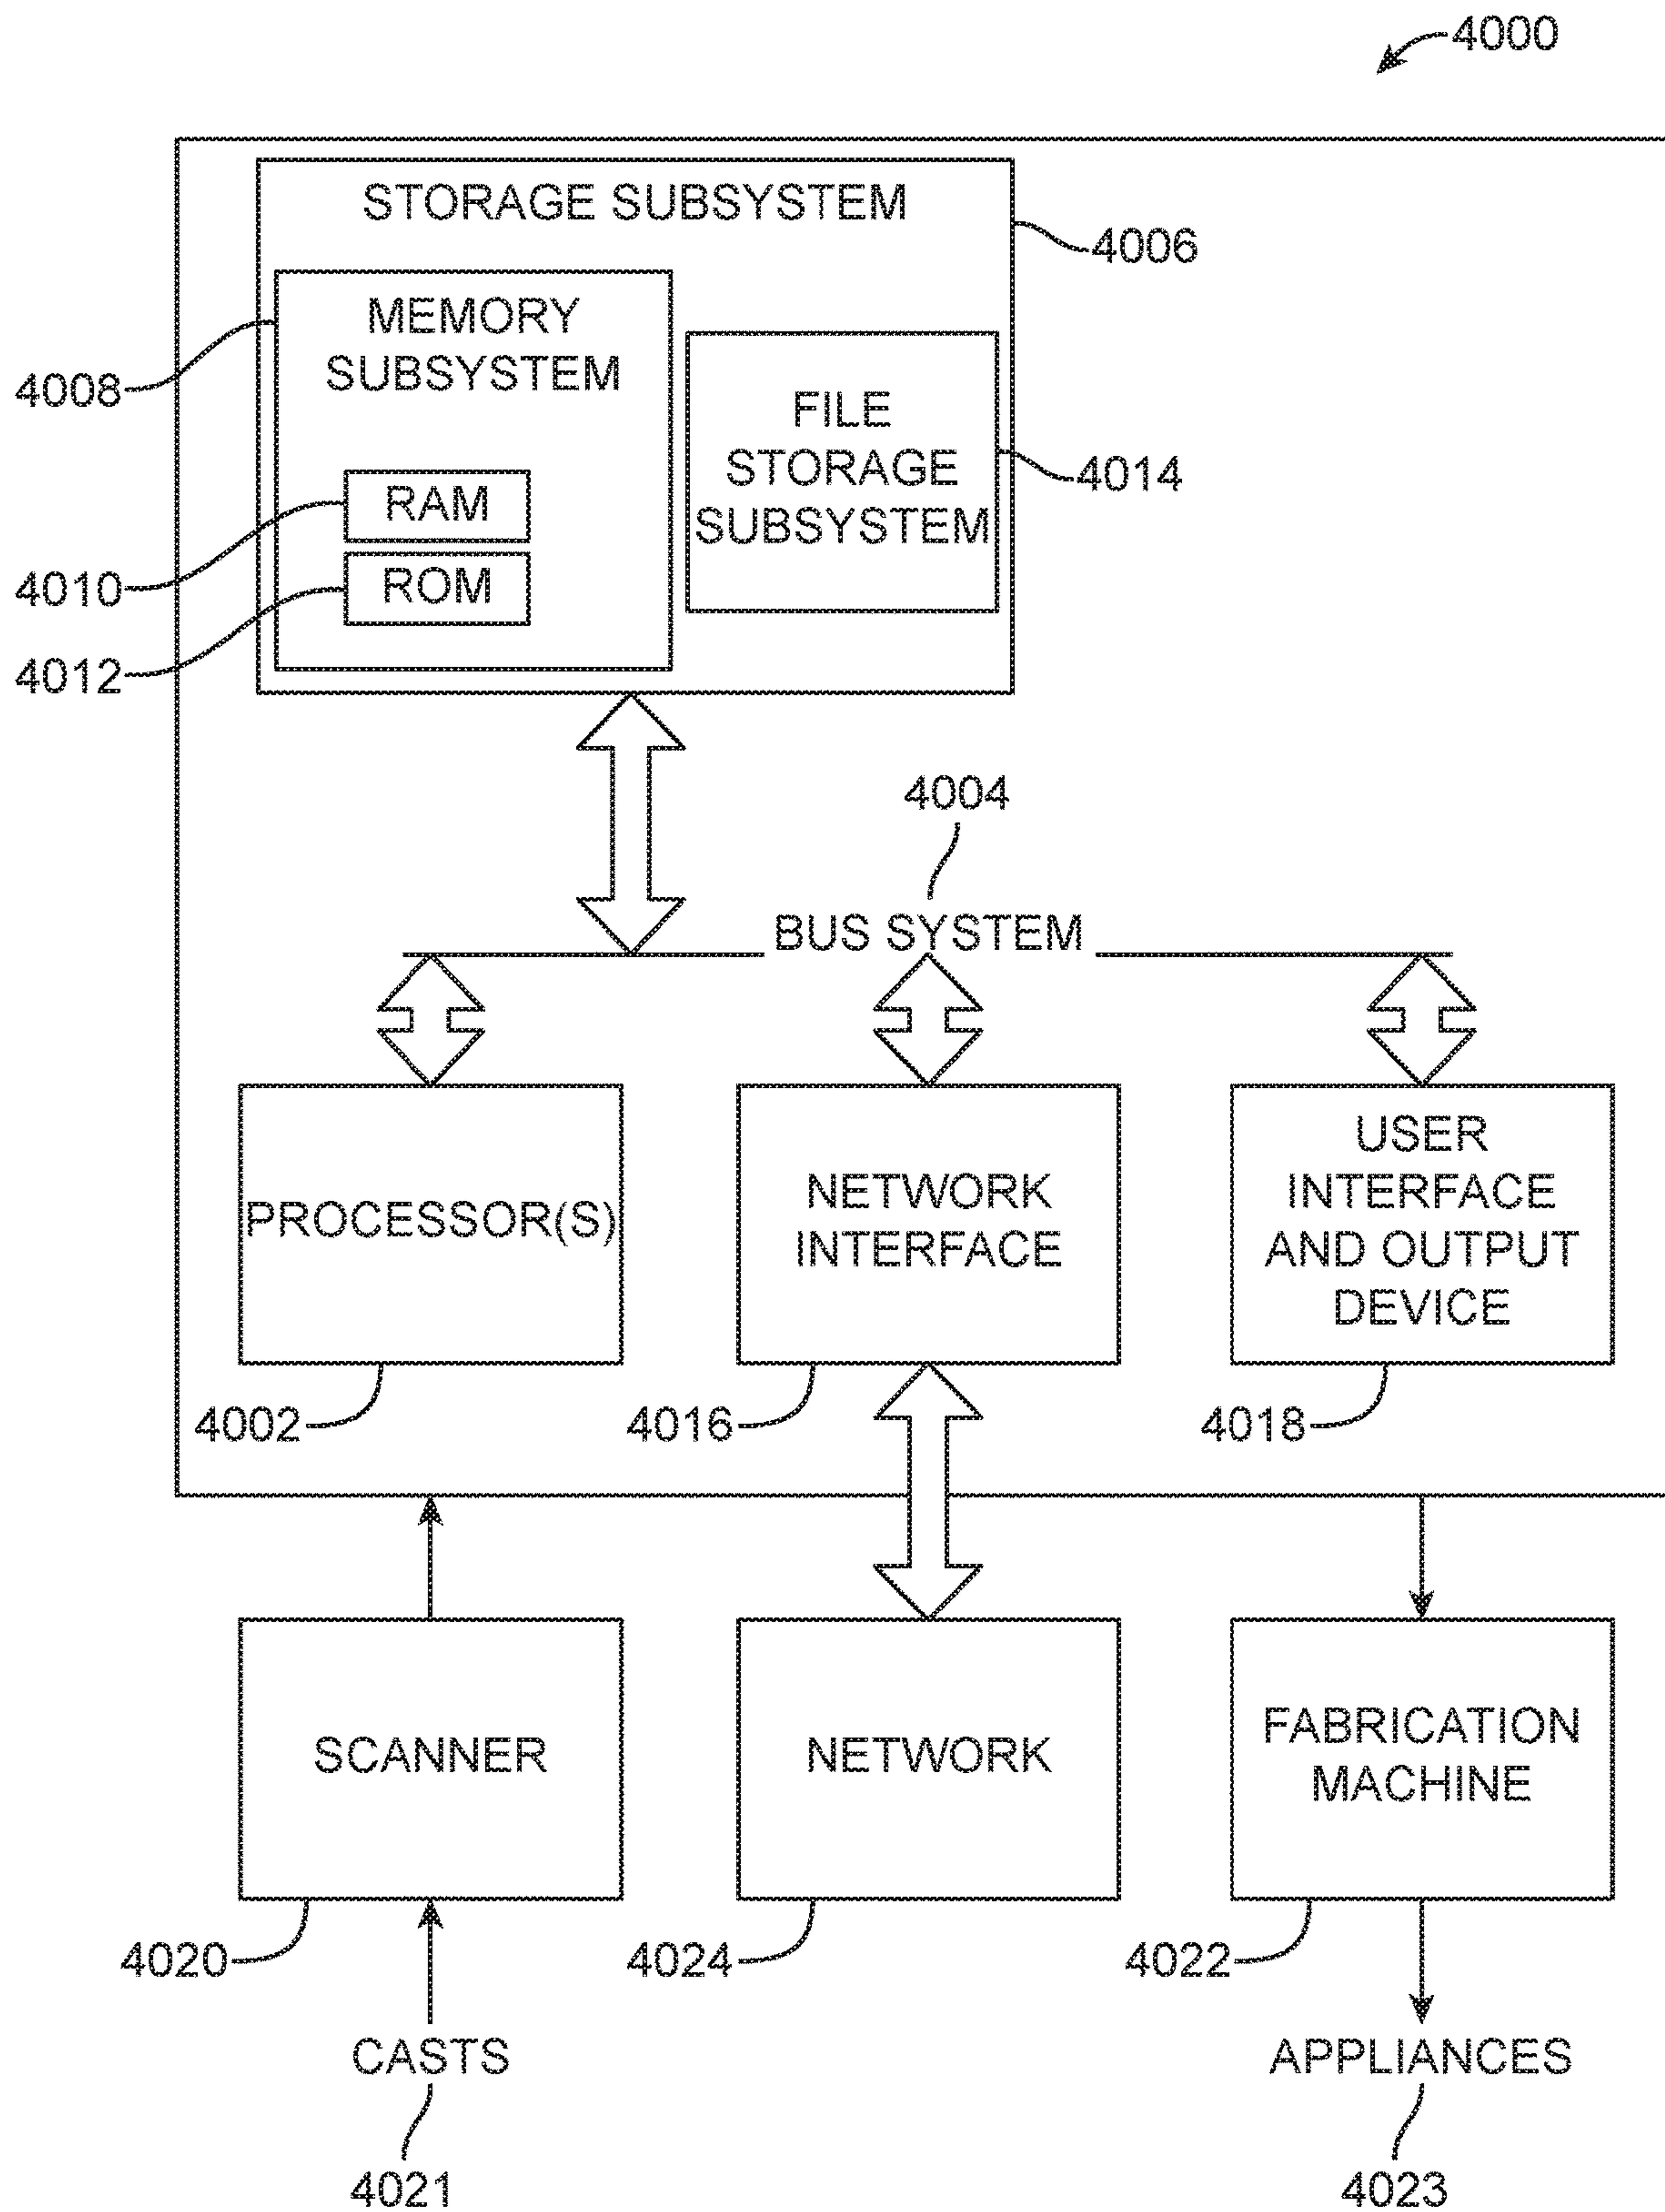 4000
STORAGE SUBSYSTEM
4006
MEMORY
SUBSYSTEM
4008
FILE
STORAGE
SUBSYSTEM
4014
RAM
4010
ROM
4012
4004
BUS SYSTEM
PROCESSOR(S)
NETWORK
INTERFACE
USER
INTERFACE
AND OUTPUT
DEVICE
4002
4016
4018
SCANNER
NETWORK
FABRICATION
MACHINE
4020
4024
4022
CASTS
APPLIANCES
4021
4023